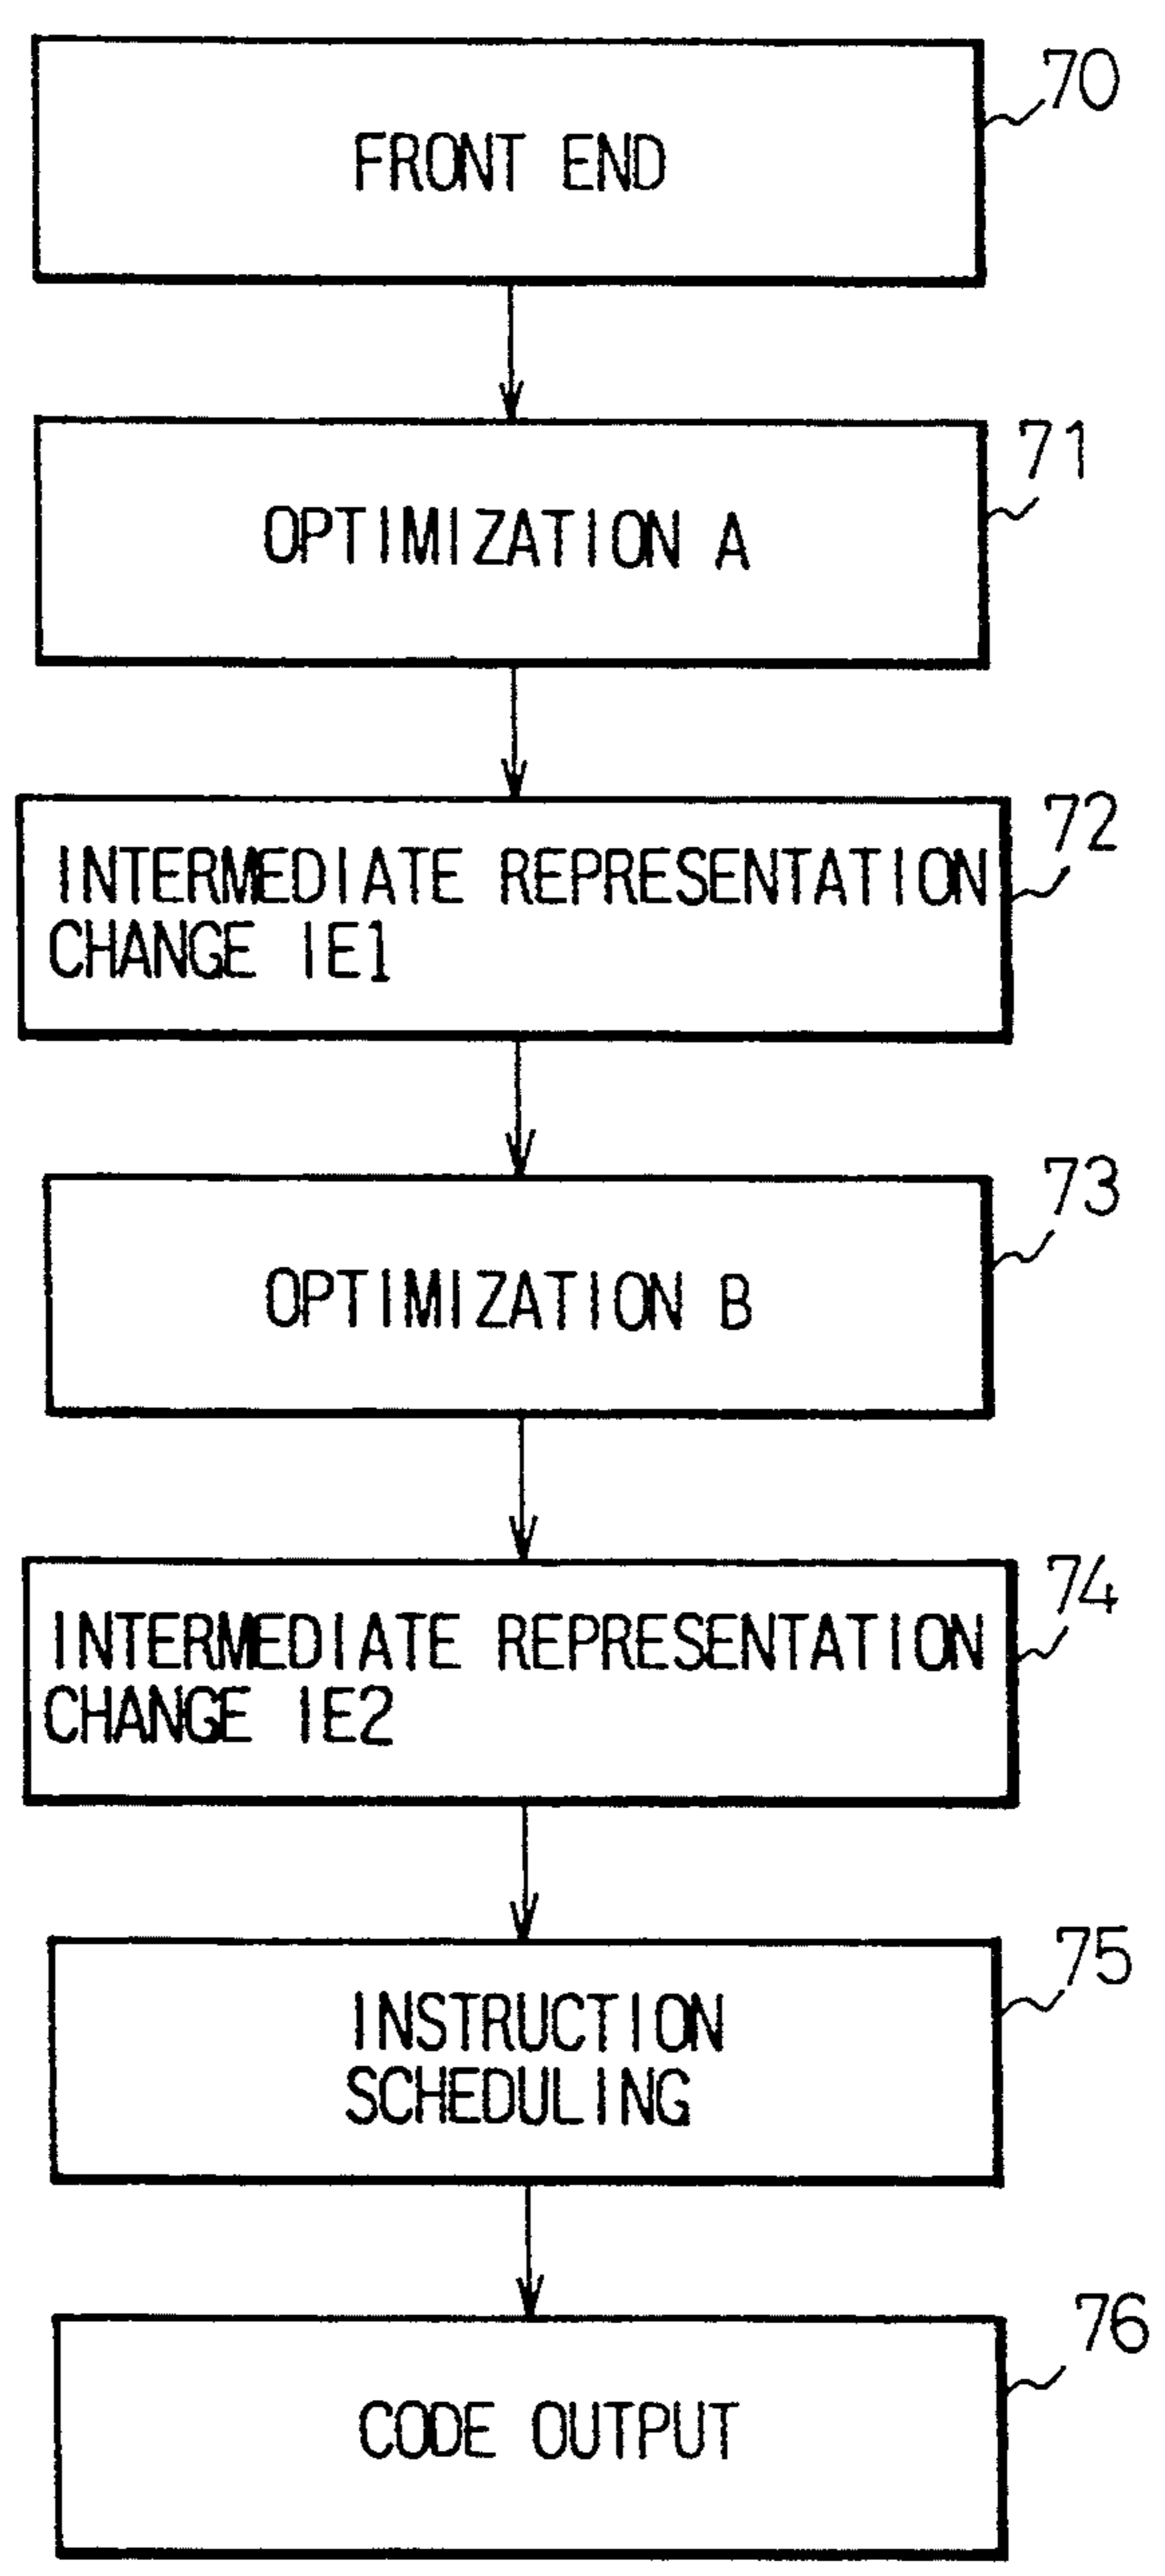 70
FRONT END
71
OPTIMIZATION A
72
INTERMEDIATE REPRESENTATION
CHANGE IE1
73
OPTIMIZATION B
74
INTERMEDIATE REPRESENTATION
CHANGE IE2
75
INSTRUCTION
SCHEDULING
76
CODE OUTPUT